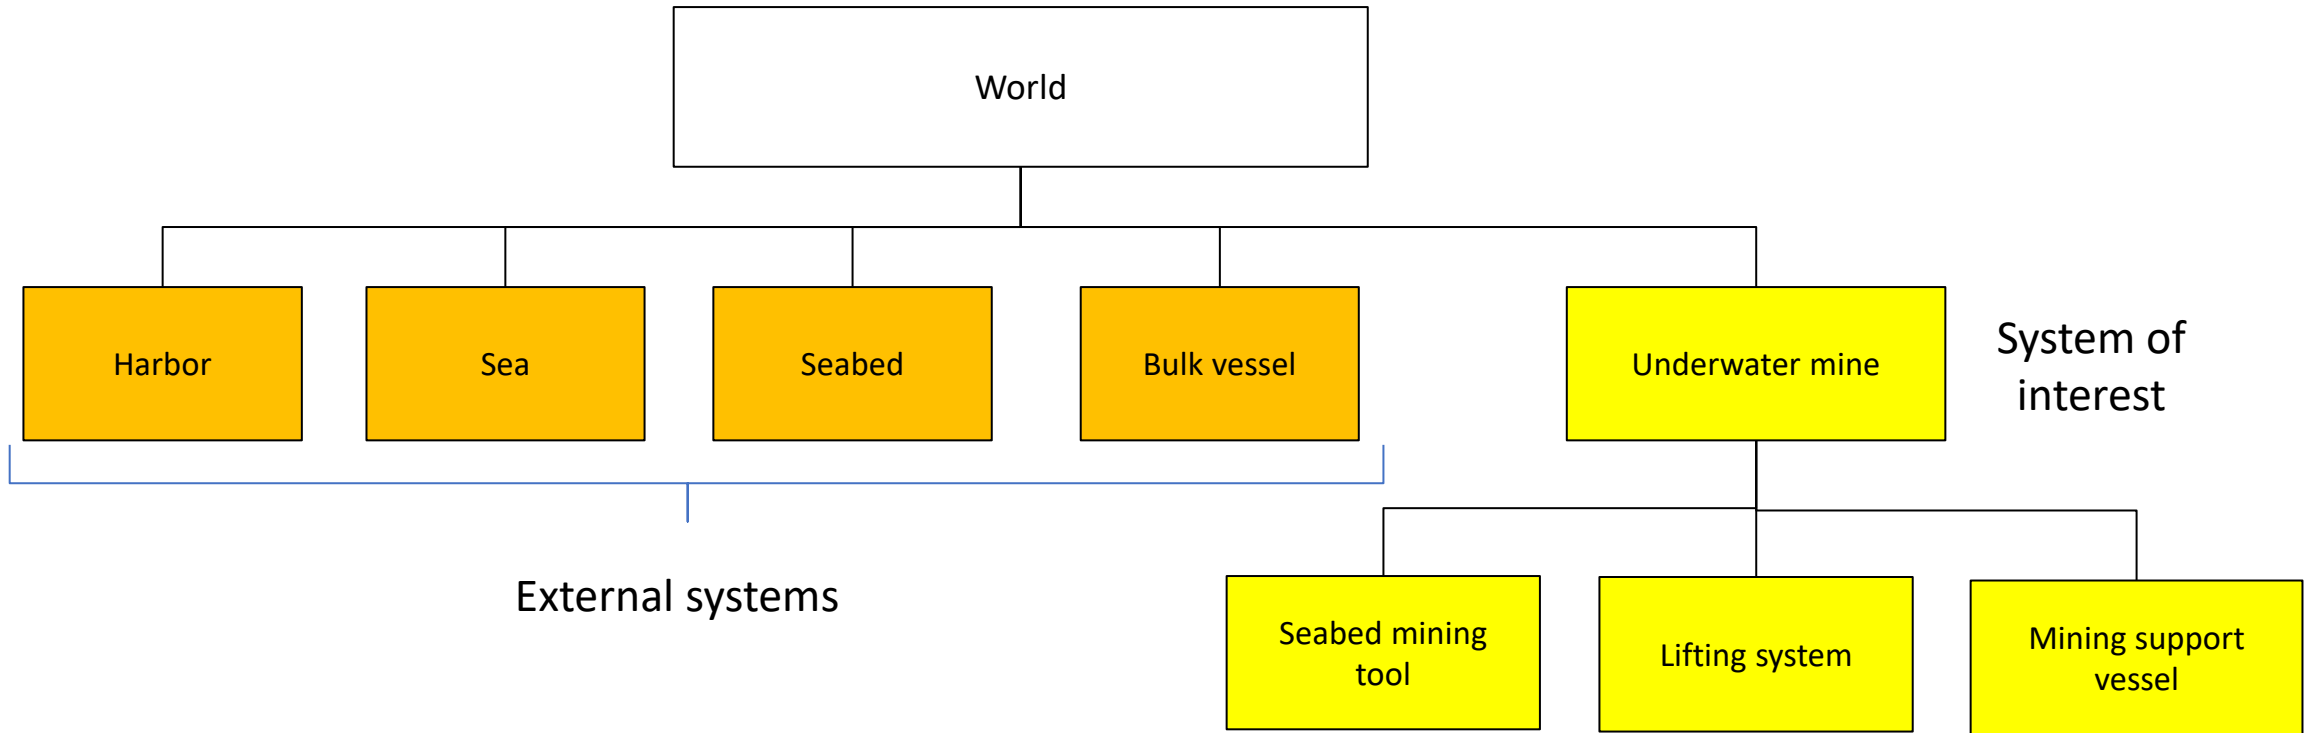 World
Harbor
Sea
Seabed
Bulk vessel
Underwater mine
System of
interest
External systems
Seabed mining
tool
Lifting system
Mining support
vessel